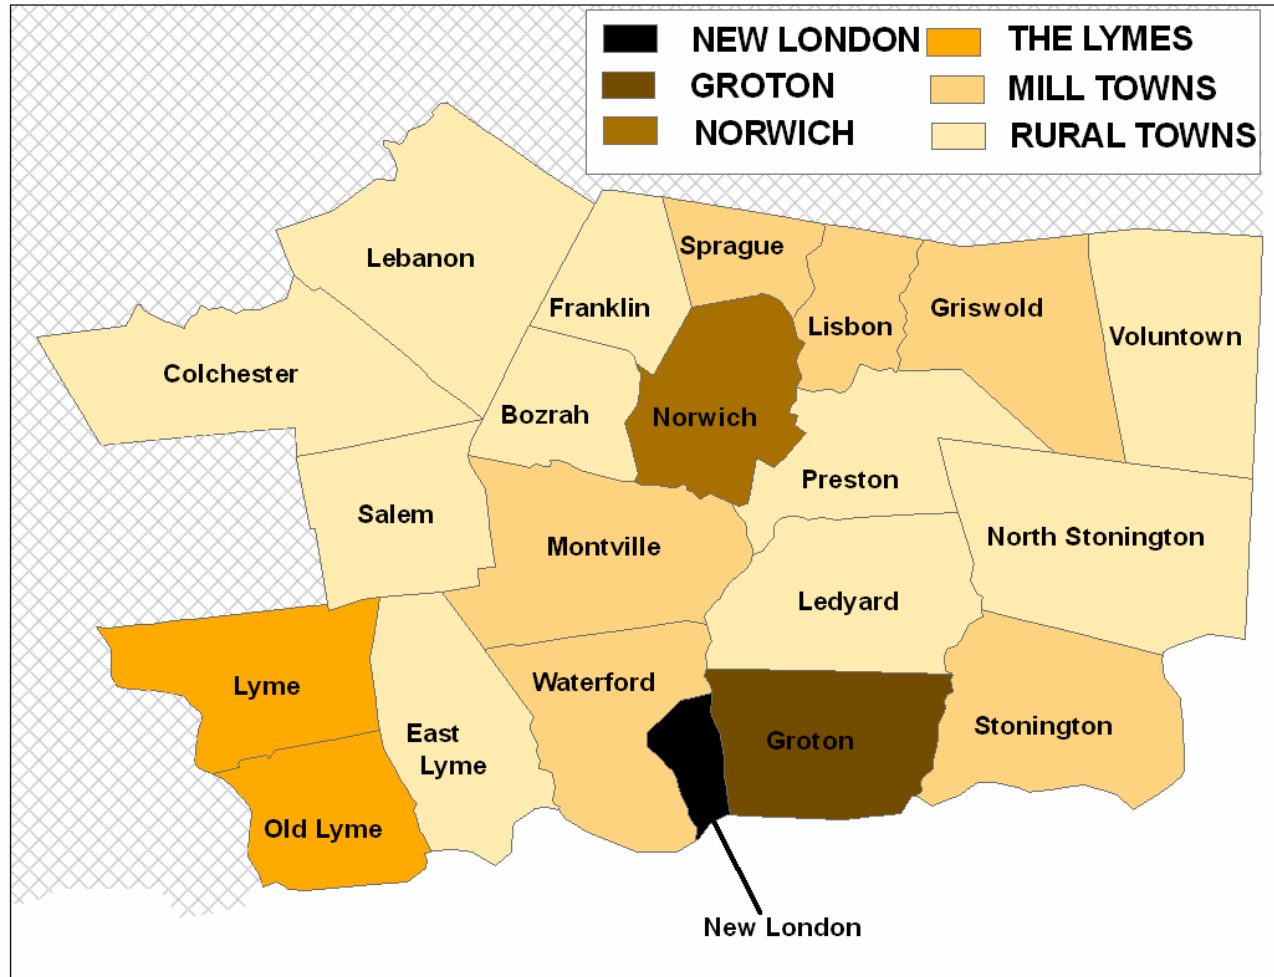 NEW LONDON
THE LYMES
GROTON
MILL TOWNS
NORWICH
RURAL TOWNS
Lebanon
Sprague
Franklin
Griswold
Lisbon
Voluntown
Colchester
Bozrah
Norwich
Preston
Salem
North Stonington
Montville
Ledyard
Lyme
Waterford
Stonington
East
Lyme
Groton
Old Lyme
New London